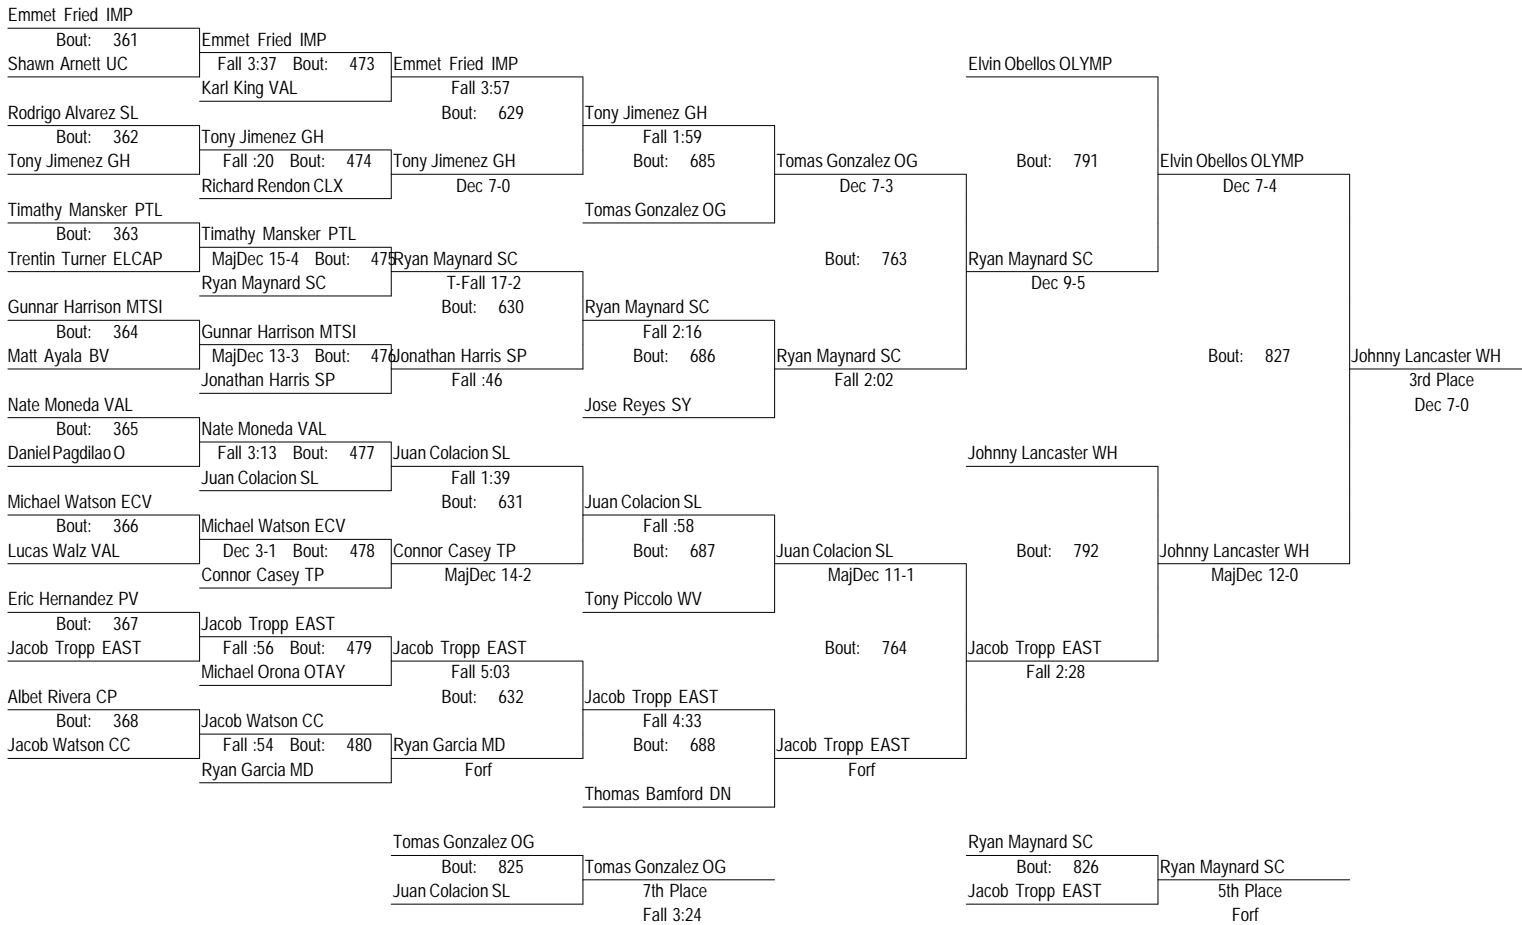 Emmet Fried IMP
Bout: 361
Shawn Arnett UC
Rodrigo Alvarez SL
Bout: 362
Tony Jimenez GH
Timathy Mansker PTL
Bout: 363
Trentin Turner ELCAP
Gunnar Harrison MTSI
Bout: 364
Matt Ayala BV
Nate Moneda VAL
Bout: 365
Daniel Pagdilao O
Michael Watson ECV
Bout: 366
Lucas Walz VAL
Eric Hernandez PV
Bout: 367
Jacob Tropp EAST
Albet Rivera CP
Bout: 368
Jacob Watson CC
Emmet Fried IMP
Fall 3:37 Bout: 473
Karl King VAL
Tony Jimenez GH
Fall :20 Bout: 474
Richard Rendon CLX
Timathy Mansker PTL
MajDec 15-4 Bout: 475
Ryan Maynard SC
Gunnar Harrison MTSI
MajDec 13-3 Bout: 476
Jonathan Harris SP
Nate Moneda VAL
Fall 3:13 Bout: 477
Juan Colacion SL
Michael Watson ECV
Dec 3-1 Bout: 478
Connor Casey TP
Jacob Tropp EAST
Fall :56 Bout: 479
Michael Orona OTAY
Jacob Watson CC
Fall :54 Bout: 480
Ryan Garcia MD
Emmet Fried IMP
Fall 3:57
Bout: 629
Tony Jimenez GH
Dec 7-0
Ryan Maynard SC
T-Fall 17-2
Bout: 630
Jonathan Harris SP
Fall :46
Juan Colacion SL
Fall 1:39
Bout: 631
Connor Casey TP
MajDec 14-2
Jacob Tropp EAST
Fall 5:03
Bout: 632
Ryan Garcia MD
Forf
Tony Jimenez GH
Fall 1:59
Bout: 685
Tomas Gonzalez OG
Ryan Maynard SC
Fall 2:16
Bout: 686
Jose Reyes SY
Juan Colacion SL
Fall :58
Bout: 687
Tony Piccolo WV
Jacob Tropp EAST
Fall 4:33
Bout: 688
Thomas Bamford DN
Tomas Gonzalez OG
Dec 7-3
Bout: 763
Ryan Maynard SC
Fall 2:02
Juan Colacion SL
MajDec 11-1
Bout: 764
Jacob Tropp EAST
Forf
Elvin Obellos OLYMP
Bout: 791
Ryan Maynard SC
Dec 9-5
Johnny Lancaster WH
Bout: 792
Jacob Tropp EAST
Fall 2:28
Elvin Obellos OLYMP
Dec 7-4
Bout: 827
Johnny Lancaster WH
MajDec 12-0
Johnny Lancaster WH
3rd Place
Dec 7-0
Tomas Gonzalez OG
Bout: 825
Juan Colacion SL
Tomas Gonzalez OG
7th Place
Fall 3:24
Ryan Maynard SC
Bout: 826
Jacob Tropp EAST
Ryan Maynard SC
5th Place
Forf